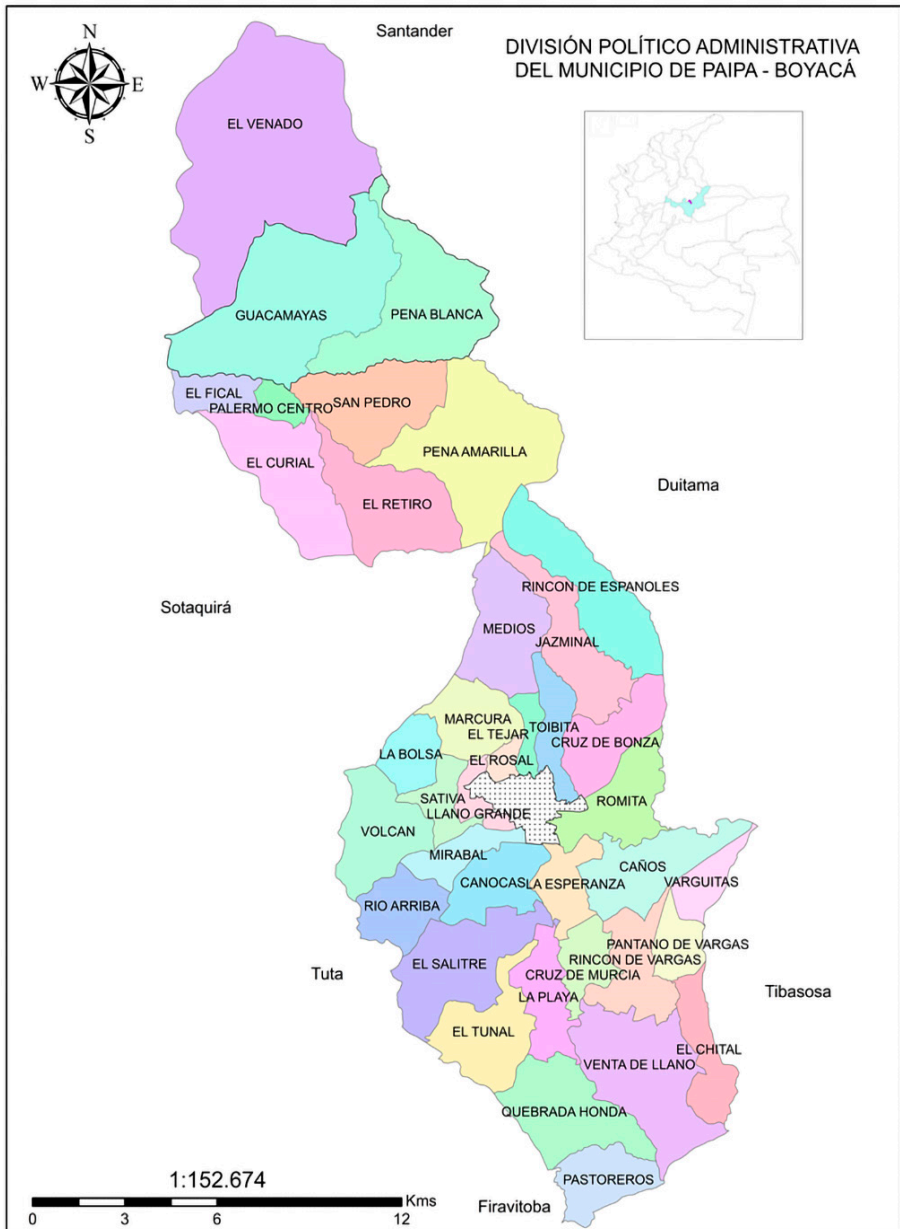 Santander
DIVISIÓN POLÍTICO ADMINISTRATIVA
DEL MUNICIPIO DE PAIPA - BOYACÁ
N
W
E
S
EL VENADO
GUACAMAYAS
PENA BLANCA
EL FICAL
PALERMO CENTRO
SAN PEDRO
PENA AMARILLA
EL CURIAL
EL RETIRO
Duitama
Sotaquirá
RINCON DE ESPANOLES
MEDIOS
JAZMINAL
MARCURA
EL TEJAR
TOIBITA
CRUZ DE BONZA
LA BOLSA
EL ROSAL
SATIVA
LLANO GRANDE
ROMITA
VOLCAN
MIRABAL
CANOCAS
LA ESPERANZA
CAÑOS
VARGUITAS
RIO ARRIBA
PANTANO DE VARGAS
RINCON DE VARGAS
EL SALITRE
CRUZ DE MURCIA
Tuta
Tibasosa
LA PLAYA
EL TUNAL
EL CHITAL
VENTA DE LLANO
QUEBRADA HONDA
PASTOREROS
Firavitoba
1:152.674
Kms
0 3 6 12